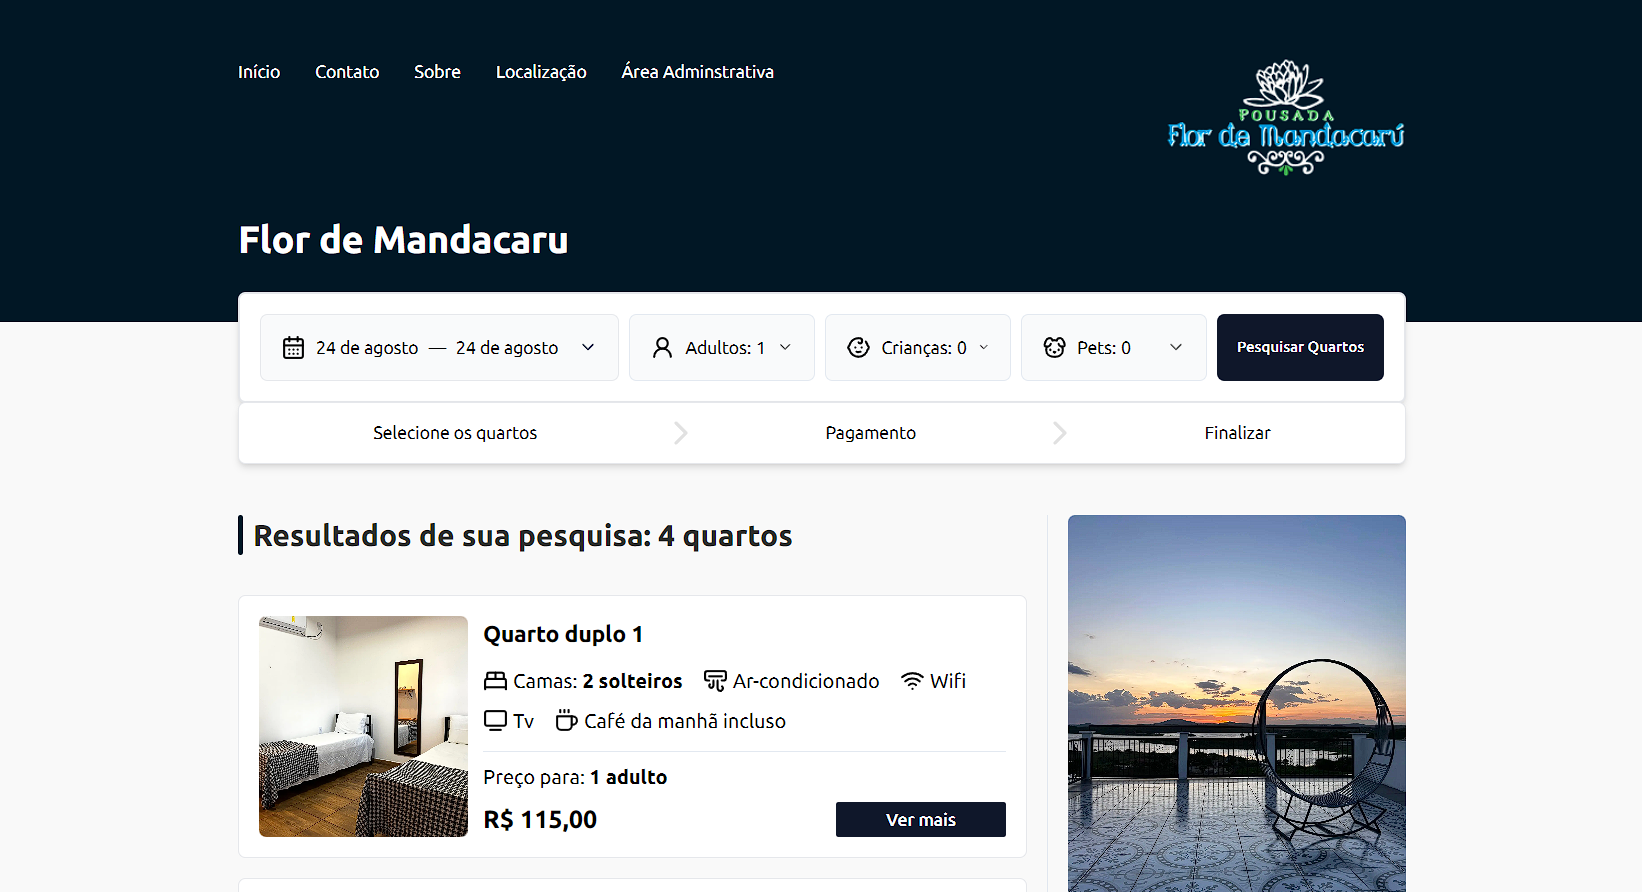 Início Contato Sobre Localização Área Adminstrativa
POUSADA
Flor de Mandacarú
Flor de Mandacaru
24 de agosto — 24 de agosto Adultos: 1 Crianças: 0 Pets: 0 Pesquisar Quartos
Selecione os quartos Pagamento Finalizar
Resultados de sua pesquisa: 4 quartos
Quarto duplo 1
Camas: 2 solteiros Ar-condicionado Wifi
Tv Café da manhã incluso
Preço para: 1 adulto
R$ 115,00 Ver mais